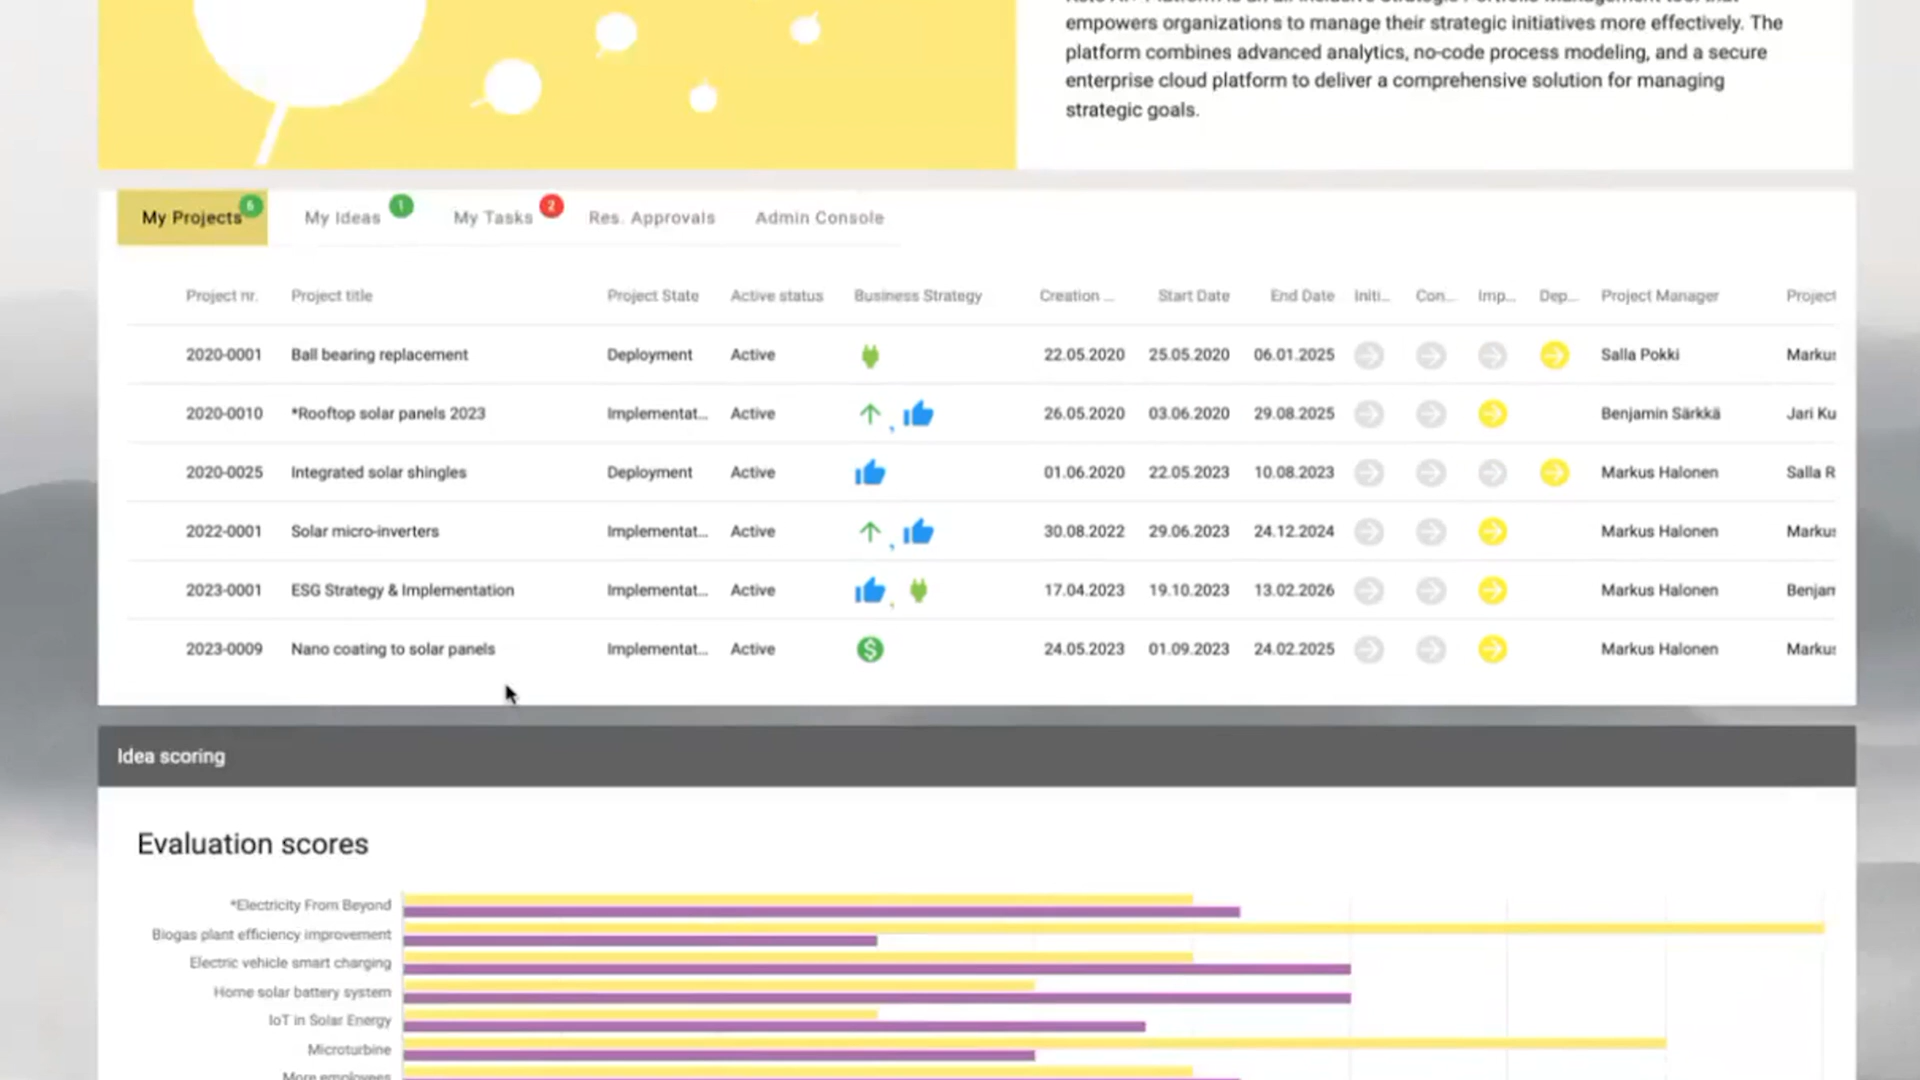 empowers organizations to manage their strategic initiatives more effectively. The
platform combines advanced analytics, no-code process modeling, and a secure
enterprise cloud platform to deliver a comprehensive solution for managing
strategic goals.
My Projects 6 My Ideas 1 My Tasks 2 Res. Approvals Admin Console
Project nr. Project title Project State Active status Business Strategy Creation ... Start Date End Date Initi... Con... Imp... Dep... Project Manager Project
2020-0001 Ball bearing replacement Deployment Active 22.05.2020 25.05.2020 06.01.2025 Salla Pokki Markus
2020-0010 *Rooftop solar panels 2023 Implementat... Active , 26.05.2020 03.06.2020 29.08.2025 Benjamin Särkkä Jari Ku
2020-0025 Integrated solar shingles Deployment Active 01.06.2020 22.05.2023 10.08.2023 Markus Halonen Salla R
2022-0001 Solar micro-inverters Implementat... Active , 30.08.2022 29.06.2023 24.12.2024 Markus Halonen Markus
2023-0001 ESG Strategy & Implementation Implementat... Active , 17.04.2023 19.10.2023 13.02.2026 Markus Halonen Benjam
2023-0009 Nano coating to solar panels Implementat... Active $ 24.05.2023 01.09.2023 24.02.2025 Markus Halonen Markus
Idea scoring
Evaluation scores
*Electricity From Beyond
Biogas plant efficiency improvement
Electric vehicle smart charging
Home solar battery system
IoT in Solar Energy
Microturbine
More employees